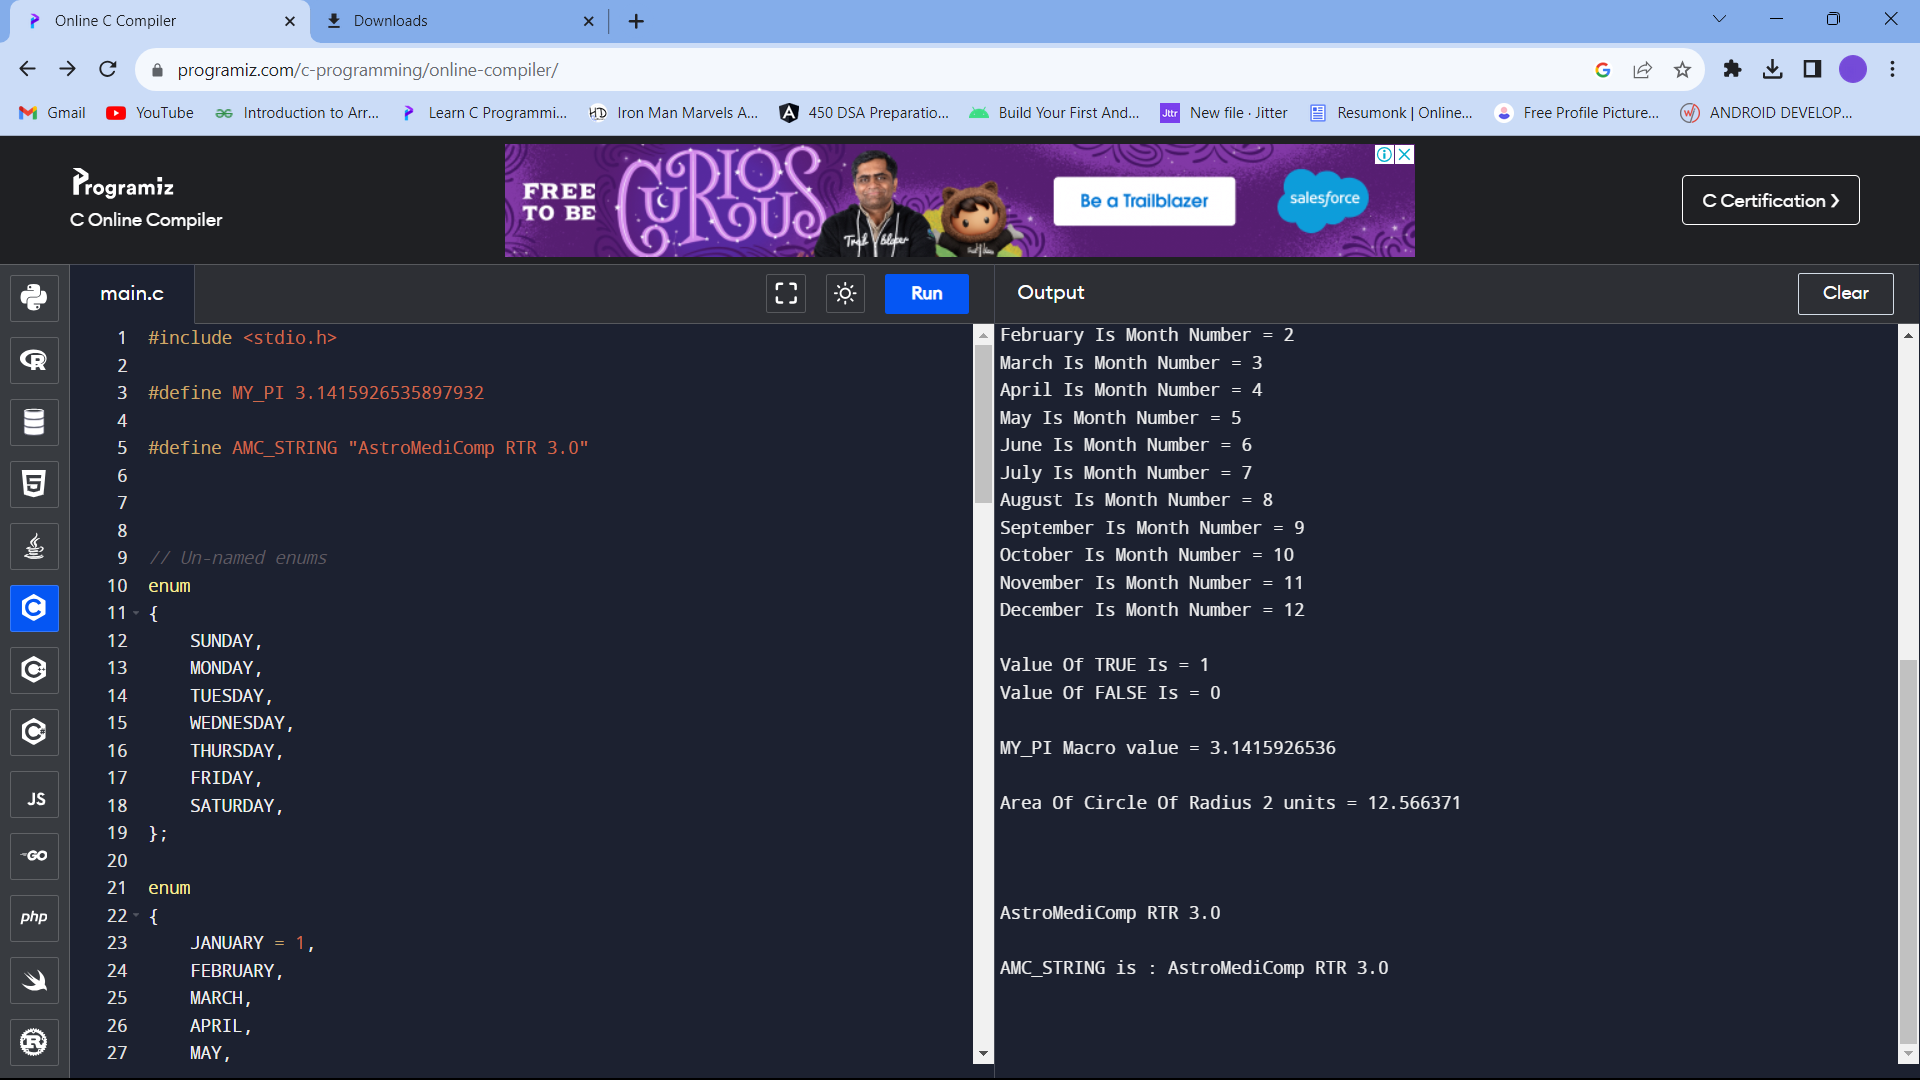 Online C Compiler
Downloads
programiz.com/c-programming/online-compiler/
Gmail
YouTube
Introduction to Arr...
Learn C Programmi...
Iron Man Marvels A...
450 DSA Preparatio...
Build Your First And...
Jttr
New file · Jitter
Resumonk | Online...
Free Profile Picture...
ANDROID DEVELOP...
Programiz
C Online Compiler
FREE
TO BE
CURIOS
CURIOUS
Be a Trailblazer
salesforce
C Certification ❯
main.c
Run
Output
Clear
1 #include <stdio.h>
2
3 #define MY_PI 3.1415926535897932
4
5 #define AMC_STRING "AstroMediComp RTR 3.0"
6
7
8
9 // Un-named enums
10 enum
11 {
12 SUNDAY,
13 MONDAY,
14 TUESDAY,
15 WEDNESDAY,
16 THURSDAY,
17 FRIDAY,
18 SATURDAY,
19 };
20
21 enum
22 {
23 JANUARY = 1,
24 FEBRUARY,
25 MARCH,
26 APRIL,
27 MAY,
February Is Month Number = 2
March Is Month Number = 3
April Is Month Number = 4
May Is Month Number = 5
June Is Month Number = 6
July Is Month Number = 7
August Is Month Number = 8
September Is Month Number = 9
October Is Month Number = 10
November Is Month Number = 11
December Is Month Number = 12
Value Of TRUE Is = 1
Value Of FALSE Is = 0
MY_PI Macro value = 3.1415926536
Area Of Circle Of Radius 2 units = 12.566371
AstroMediComp RTR 3.0
AMC_STRING is : AstroMediComp RTR 3.0
JS
GO
php